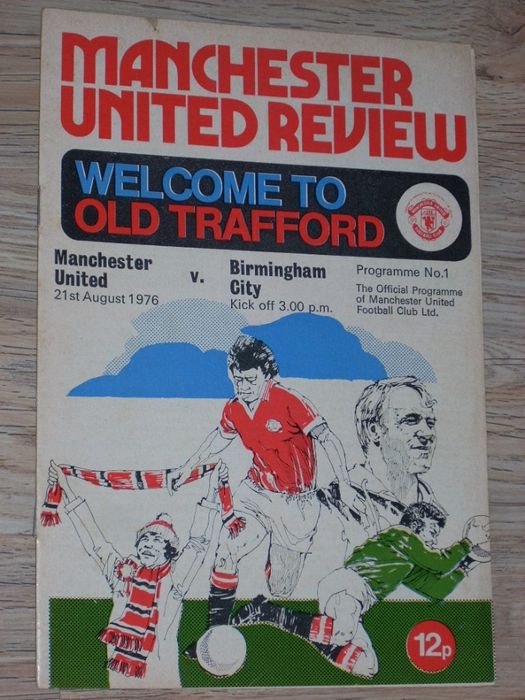 MANCHESTER
UNITED REVIEW
WELCOME TO
OLD TRAFFORD
Manchester
United
v.
Birmingham
City
21st August 1976
Kick off 3.00 p.m.
Programme No.1
The Official Programme
of Manchester United
Football Club Ltd.
12p